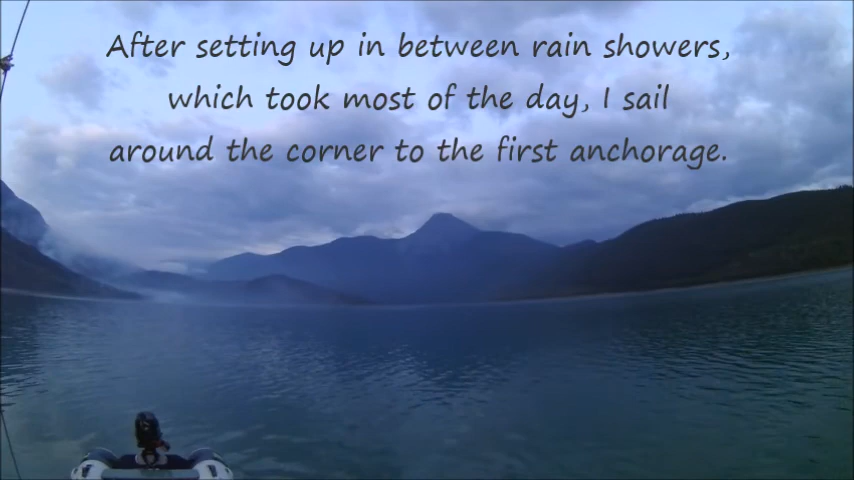 After setting up in between rain showers,
which took most of the day, I sail
around the corner to the first anchorage.